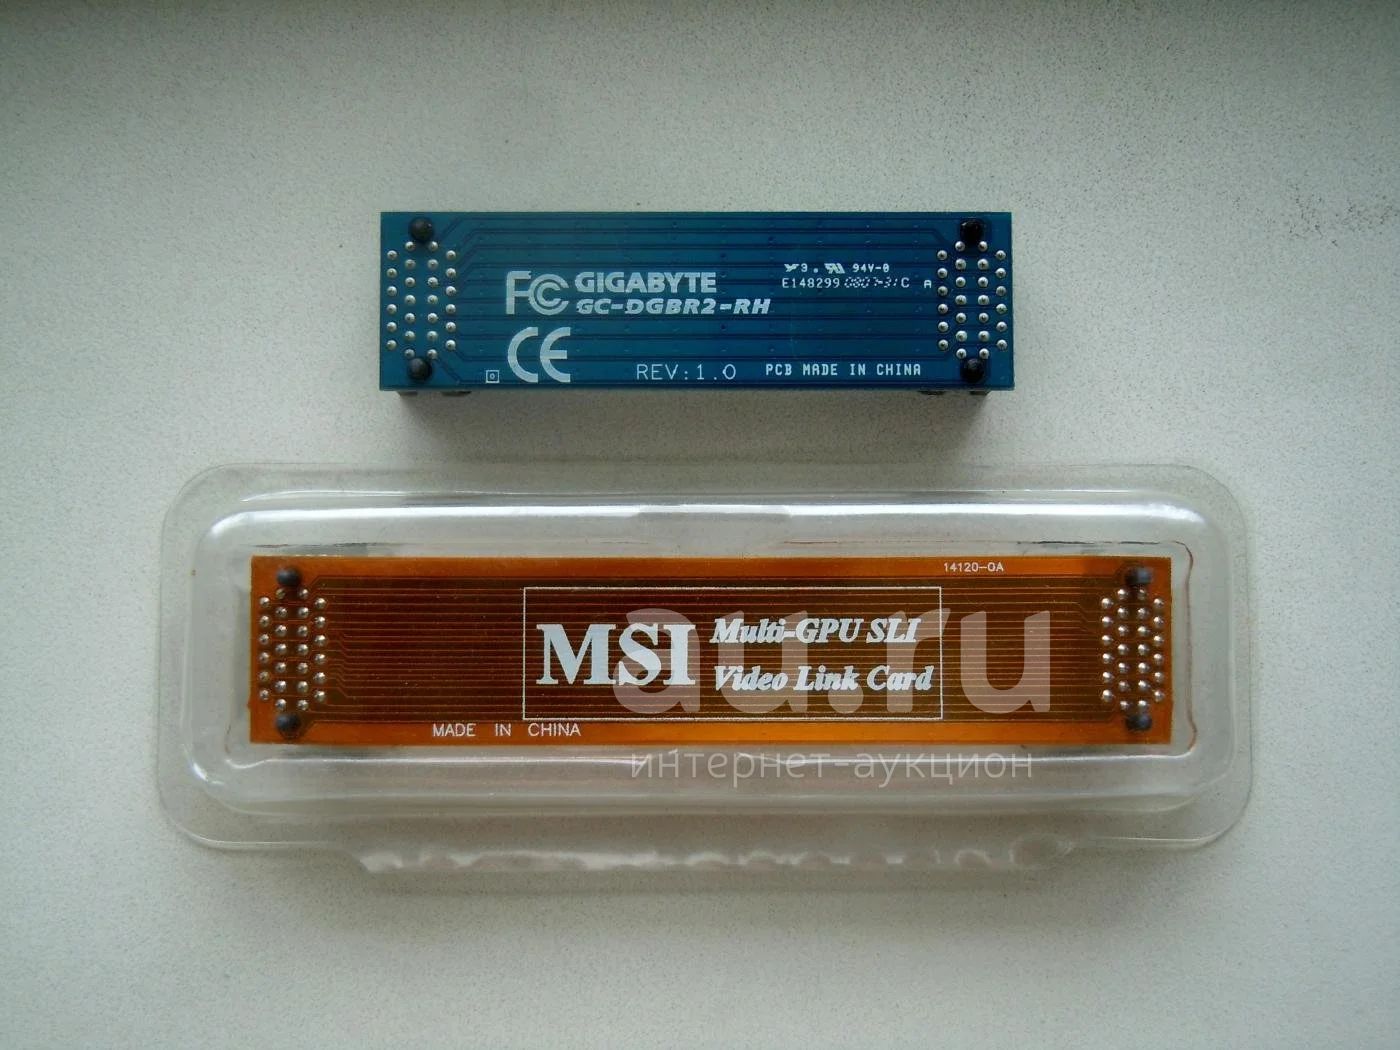 FC GIGABYTE
GC-DGBR2-RH
CE
REV:1.0
94V-0
E148299
A
PCB MADE IN CHINA
14120-0A
MSI
Multi-GPU SLI
Video Link Card
MADE IN CHINA
au.ru
интернет-аукцион